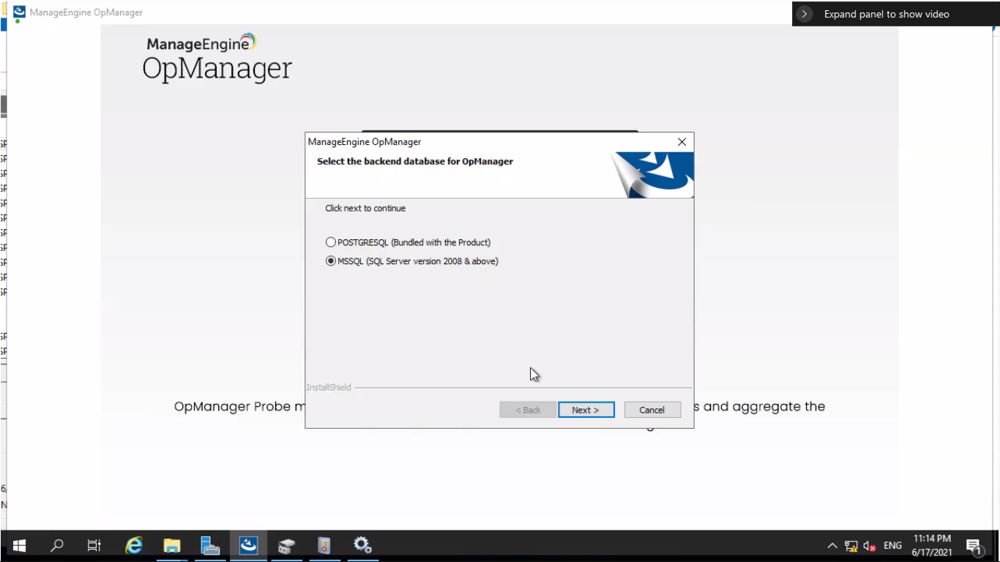 ManageEngine OpManager
Expand panel to show video
ManageEngine
OpManager
ManageEngine OpManager
Select the backend database for OpManager
Click next to continue
POSTGRESQL (Bundled with the Product)
MSSQL (SQL Server version 2008 & above)
InstallShield
< Back
Next >
Cancel
OpManager Probe m
s and aggregate the
ENG
11:14 PM
6/17/2021
1